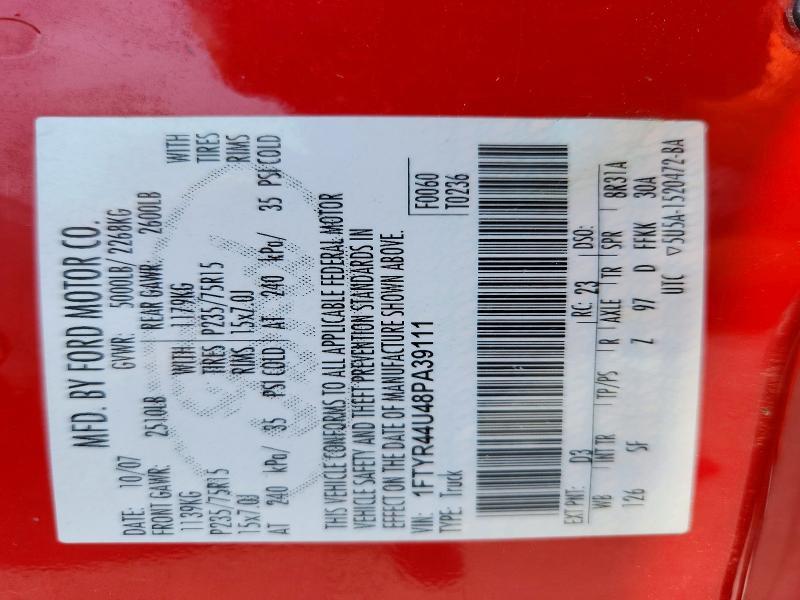 MFD. BY FORD MOTOR CO.
DATE: 10/07 GVWR: 5000LB/ 2268KG
FRONT GAWR: 2510LB REAR GAWR: 2600LB
1139KG WITH 1179KG WITH
P235/75R15 TIRES P235/75R15 TIRES
15x7.0J RIMS 15x7.0J RIMS
AT 240 kPa/ 35 PSI COLD AT 240 kPa/ 35 PSI COLD
THIS VEHICLE CONFORMS TO ALL APPLICABLE FEDERAL MOTOR
VEHICLE SAFETY AND THEFT PREVENTION STANDARDS IN
EFFECT ON THE DATE OF MANUFACTURE SHOWN ABOVE.
VIN: 1FTYR44U48PA39111 F0060
TYPE: Truck T0236
EXT PNT: D3 RC: 23 DSO:
WB INT TR TP/PS R AXLE TR SPR 8R31A
126 SF Z 97 D FFKK 30A
UTC ▽5U5A-1520472-BA